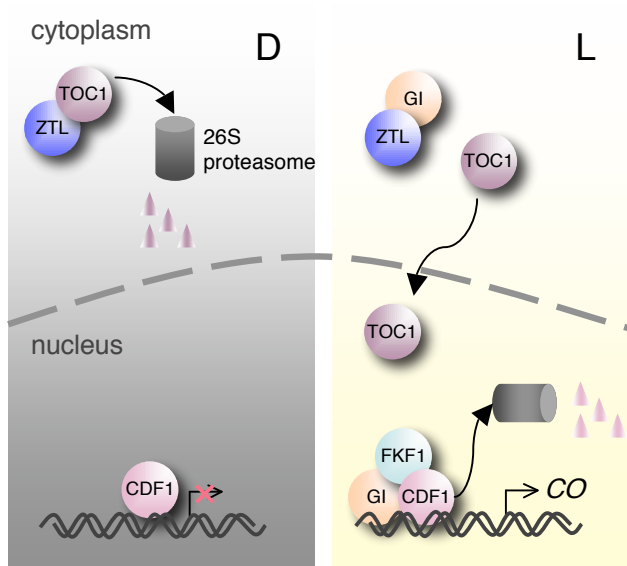 cytoplasm
D
TOC1
ZTL
26S
proteasome
nucleus
CDF1
L
GI
ZTL
TOC1
TOC1
FKF1
GI
CDF1
CO